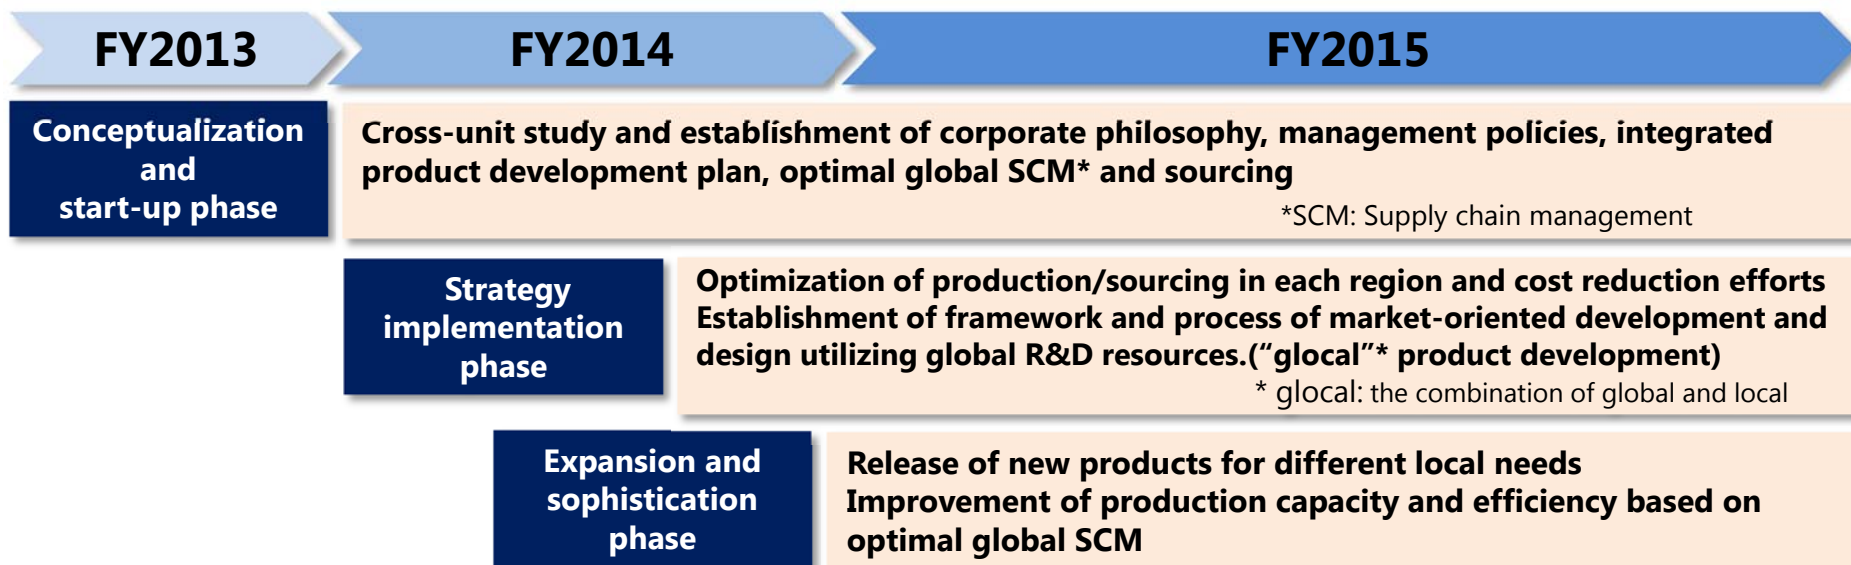 FY2013
FY2014
FY2015
Conceptualization
and
start-up phase
Cross-unit study and establishment of corporate philosophy, management policies, integrated
product development plan, optimal global SCM* and sourcing
*SCM: Supply chain management
Strategy
implementation
phase
Optimization of production/sourcing in each region and cost reduction efforts
Establishment of framework and process of market-oriented development and
design utilizing global R&D resources.(“glocal”* product development)
* glocal: the combination of global and local
Expansion and
sophistication
phase
Release of new products for different local needs
Improvement of production capacity and efficiency based on
optimal global SCM